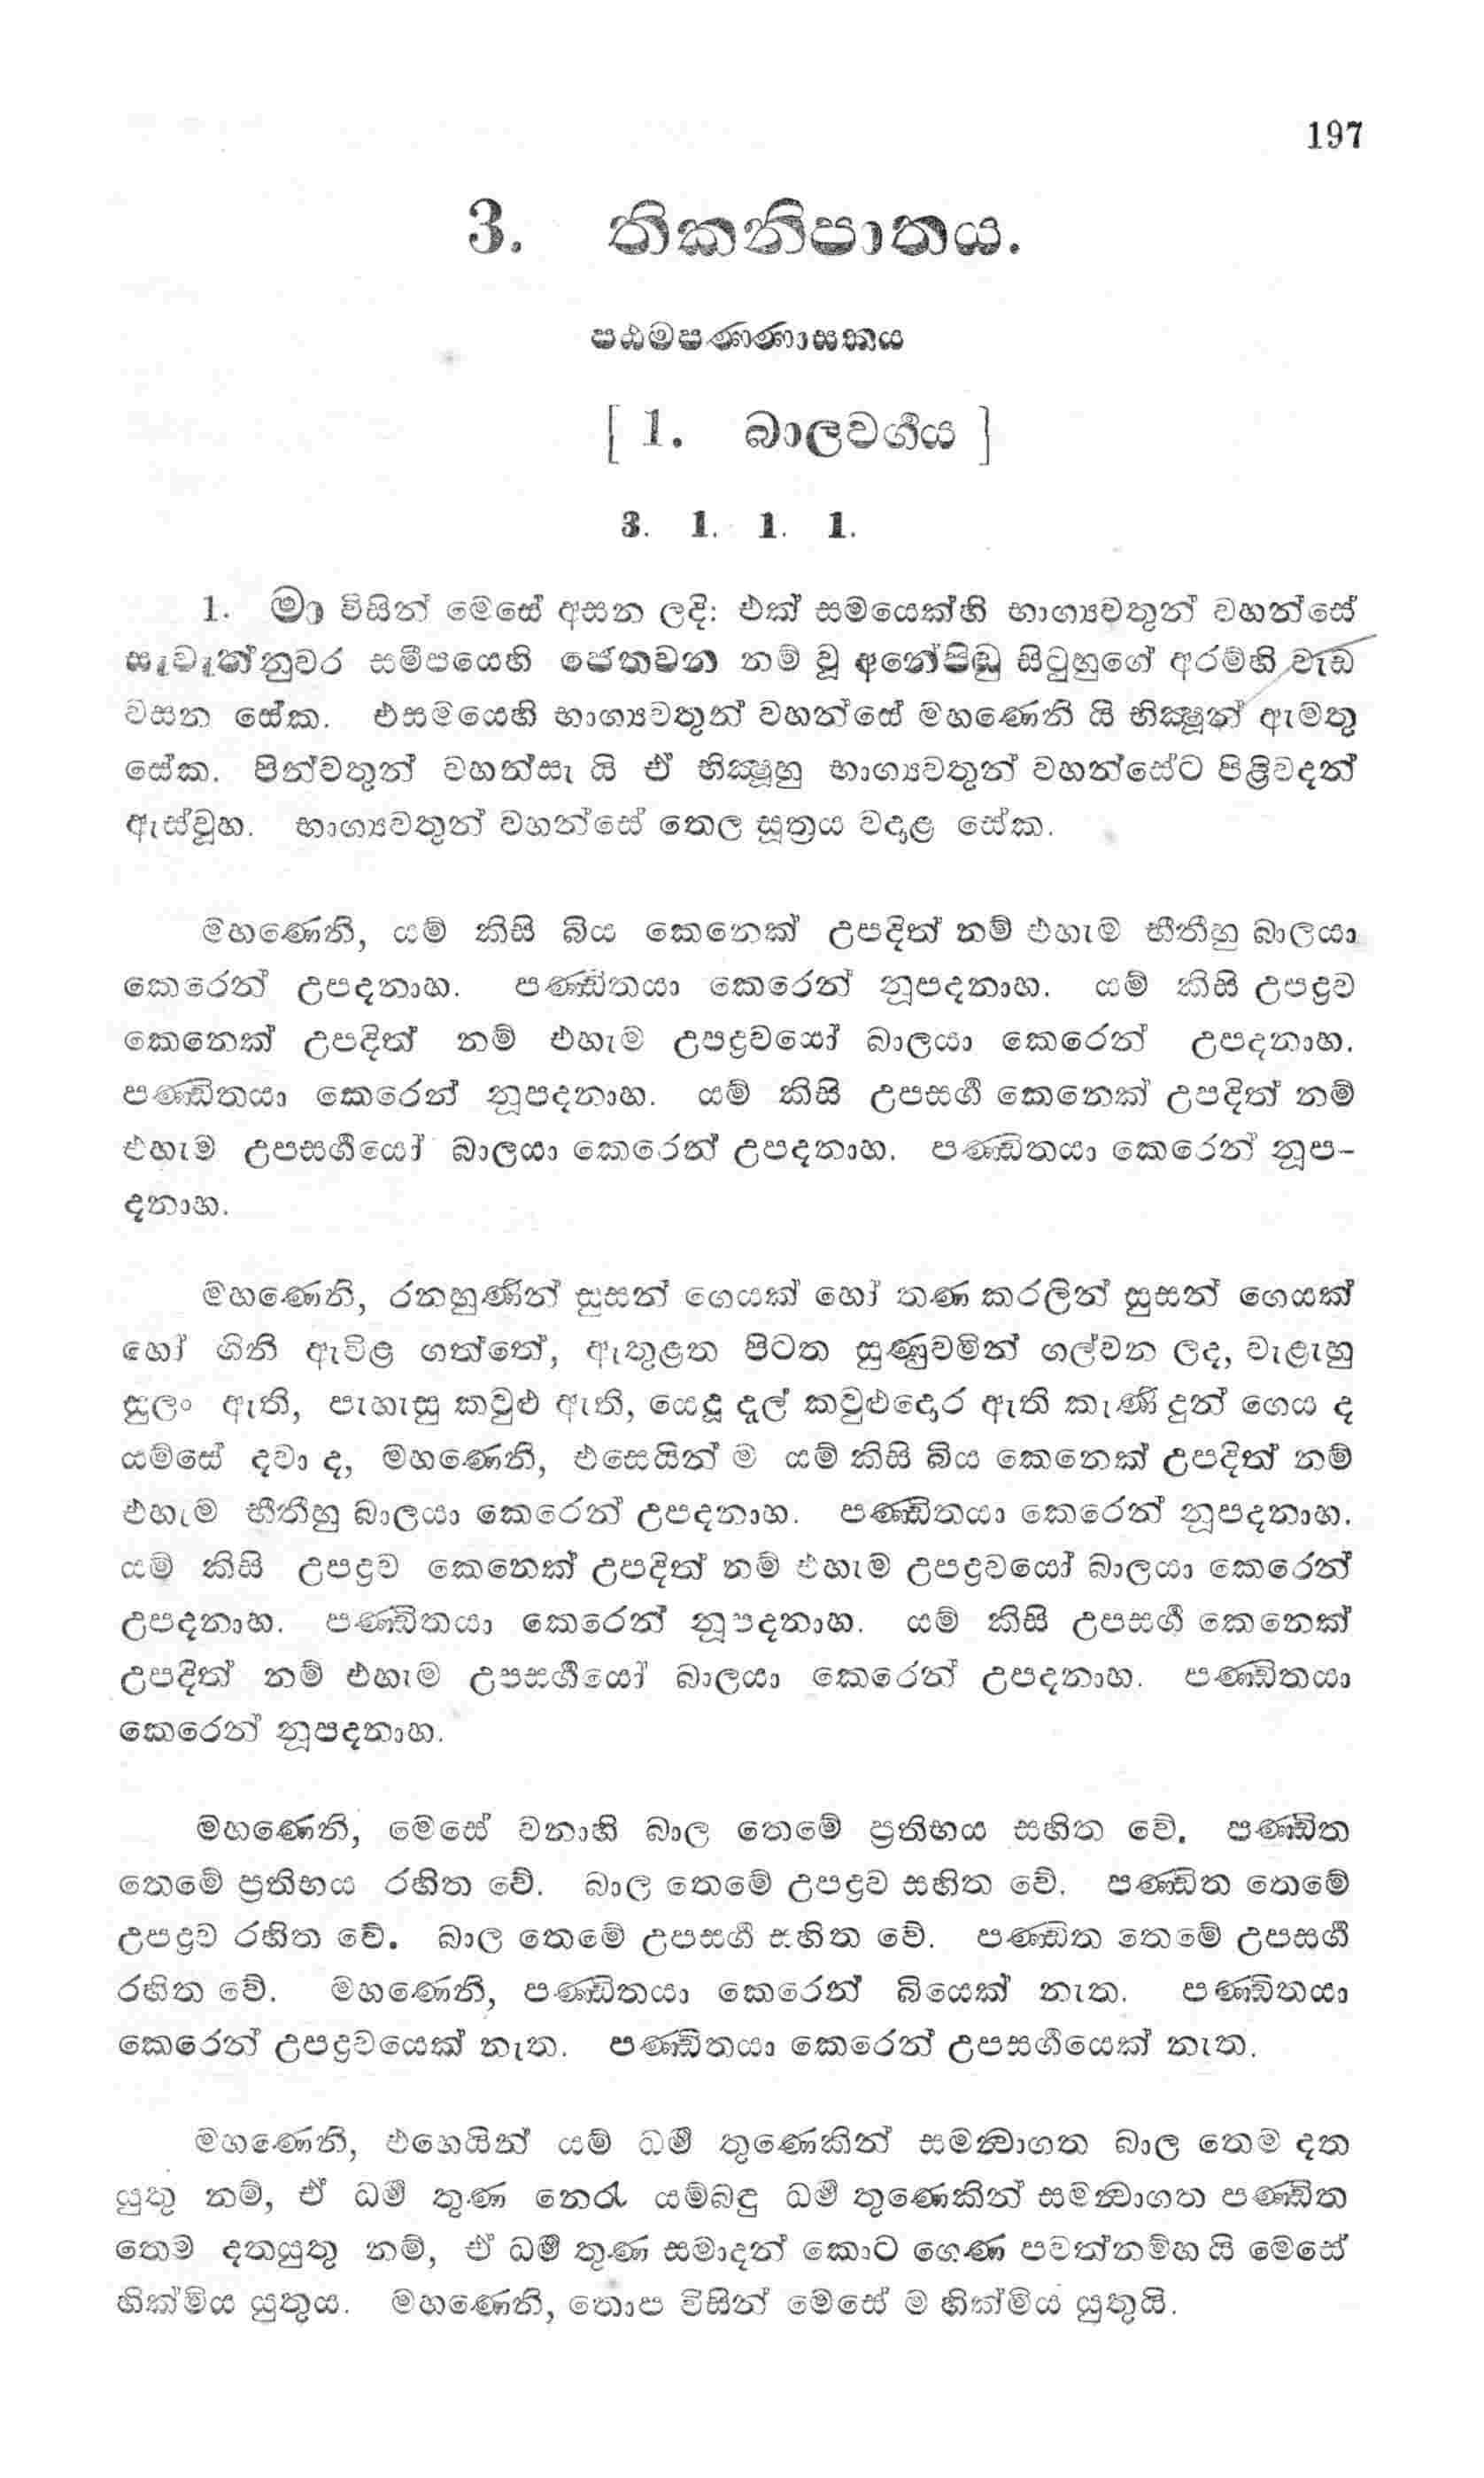 197
3. තිකනිපාතය.
පඨමපණ්ණාසකය
[ 1. බාලවර්ගය ]
3. 1. 1. 1.
1. මා විසින් මෙසේ අසන ලදි: එක් සමයෙක්හි භාග්‍යවතුන් වහන්සේ
සැවැත්නුවර සමීපයෙහි ජේතවන නම් වූ අනේපිඬු සිටුහුගේ අරම්හි වැඩ
වසන සේක. එසමයෙහි භාග්‍යවතුන් වහන්සේ මහණෙනි යි භික්‍ෂූන් ඇමතු
සේක. පින්වතුන් වහන්සැ යි ඒ භික්‍ෂූහු භාග්‍යවතුන් වහන්සේට පිළිවදන්
ඇස්වූහ. භාග්‍යවතුන් වහන්සේ තෙල සූත්‍රය වදාළ සේක.
මහණෙනි, යම් කිසි බිය කෙනෙක් උපදිත් නම් එහැම භීතීහු බාලයා
කෙරෙන් උපදනාහ. පණ්ඩිතයා කෙරෙන් නූපදනාහ. යම් කිසි උපද්‍රව
කෙනෙක් උපදිත් නම් එහැම උපද්‍රවයෝ බාලයා කෙරෙන් උපදනාහ.
පණ්ඩිතයා කෙරෙන් නූපදනාහ. යම් කිසි උපසර්ග කෙනෙක් උපදිත් නම්
එහැම උපසර්ගයෝ බාලයා කෙරෙන් උපදනාහ. පණ්ඩිතයා කෙරෙන් නූප-
දනාහ.
මහණෙනි, රනහුණින් සුසන් ගෙයක් හෝ තණ කරලින් සුසන් ගෙයක්
හෝ ගිනි ඇවිළ ගත්තේ, ඇතුළත පිටත සුණුවමින් ගල්වන ලද, වැළැහු
සුලං ඇති, පැහැසු කවුළු ඇති, යෙදූ දැල් කවුළුදොර ඇති කැණි දුන් ගෙය ද
යම්සේ දවා ද, මහණෙනි, එසෙයින් ම යම් කිසි බිය කෙනෙක් උපදිත් නම්
එහැම භීතීහු බාලයා කෙරෙන් උපදනාහ. පණ්ඩිතයා කෙරෙන් නූපදනාහ.
යම් කිසි උපද්‍රව කෙනෙක් උපදිත් නම් එහැම උපද්‍රවයෝ බාලයා කෙරෙන්
උපදනාහ. පණ්ඩිතයා කෙරෙන් නූපදනාහ. යම් කිසි උපසර්ග කෙනෙක්
උපදිත් නම් එහැම උපසර්ගයෝ බාලයා කෙරෙන් උපදනාහ. පණ්ඩිතයා
කෙරෙන් නූපදනාහ.
මහණෙනි, මෙසේ වනාහි බාල තෙමේ ප්‍රතිභය සහිත වේ. පණ්ඩිත
තෙමේ ප්‍රතිභය රහිත වේ. බාල තෙමේ උපද්‍රව සහිත වේ. පණ්ඩිත තෙමේ
උපද්‍රව රහිත වේ. බාල තෙමේ උපසර්ග සහිත වේ. පණ්ඩිත තෙමේ උපසර්ග
රහිත වේ. මහණෙනි, පණ්ඩිතයා කෙරෙන් බියෙක් නැත. පණ්ඩිතයා
කෙරෙන් උපද්‍රවයෙක් නැත. පණ්ඩිතයා කෙරෙන් උපසර්ගයෙක් නැත.
මහණෙනි, එහෙයින් යම් ධර්ම තුණෙකින් සමන්‍වාගත බාල තෙම දත
යුතු නම්, ඒ ධර්ම තුණ නෙරැ යම්බඳු ධර්ම තුණෙකින් සමන්‍වාගත පණ්ඩිත
තෙම දතයුතු නම්, ඒ ධර්ම තුණ සමාදන් කොට ගෙණ පවත්නම්හ යි මෙසේ
හික්මිය යුතුය. මහණෙනි, තොප විසින් මෙසේ ම හික්මිය යුතුයි.